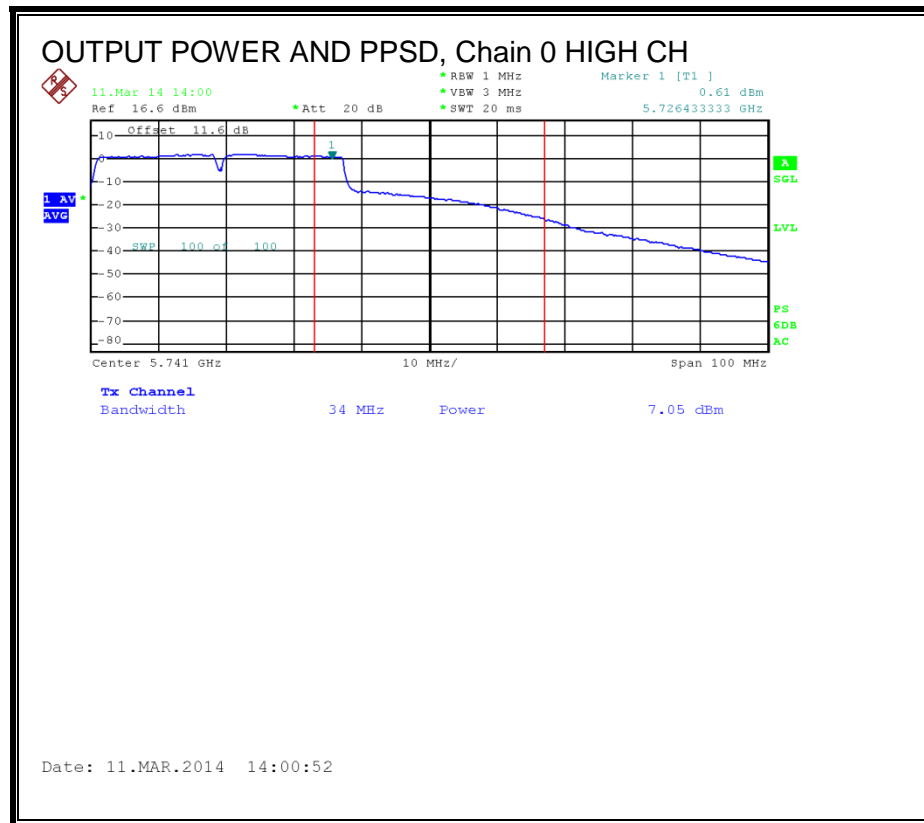 OUTPUT POWER AND PPSD, Chain 0 HIGH CH
R S
* RBW 1 MHz Marker 1 [T1 ]
11.Mar 14 14:00 * VBW 3 MHz 0.61 dBm
Ref 16.6 dBm * Att 20 dB * SWT 20 ms 5.726433333 GHz
10 Offset 11.6 dB
1
0
A
-10
SGL
1 AV *
-20
AVG
-30
LVL
-40 SWP 100 of 100
-50
-60
PS
-70
6DB
-80
AC
Center 5.741 GHz 10 MHz/ Span 100 MHz
Tx Channel
Bandwidth 34 MHz Power 7.05 dBm
Date: 11.MAR.2014 14:00:52